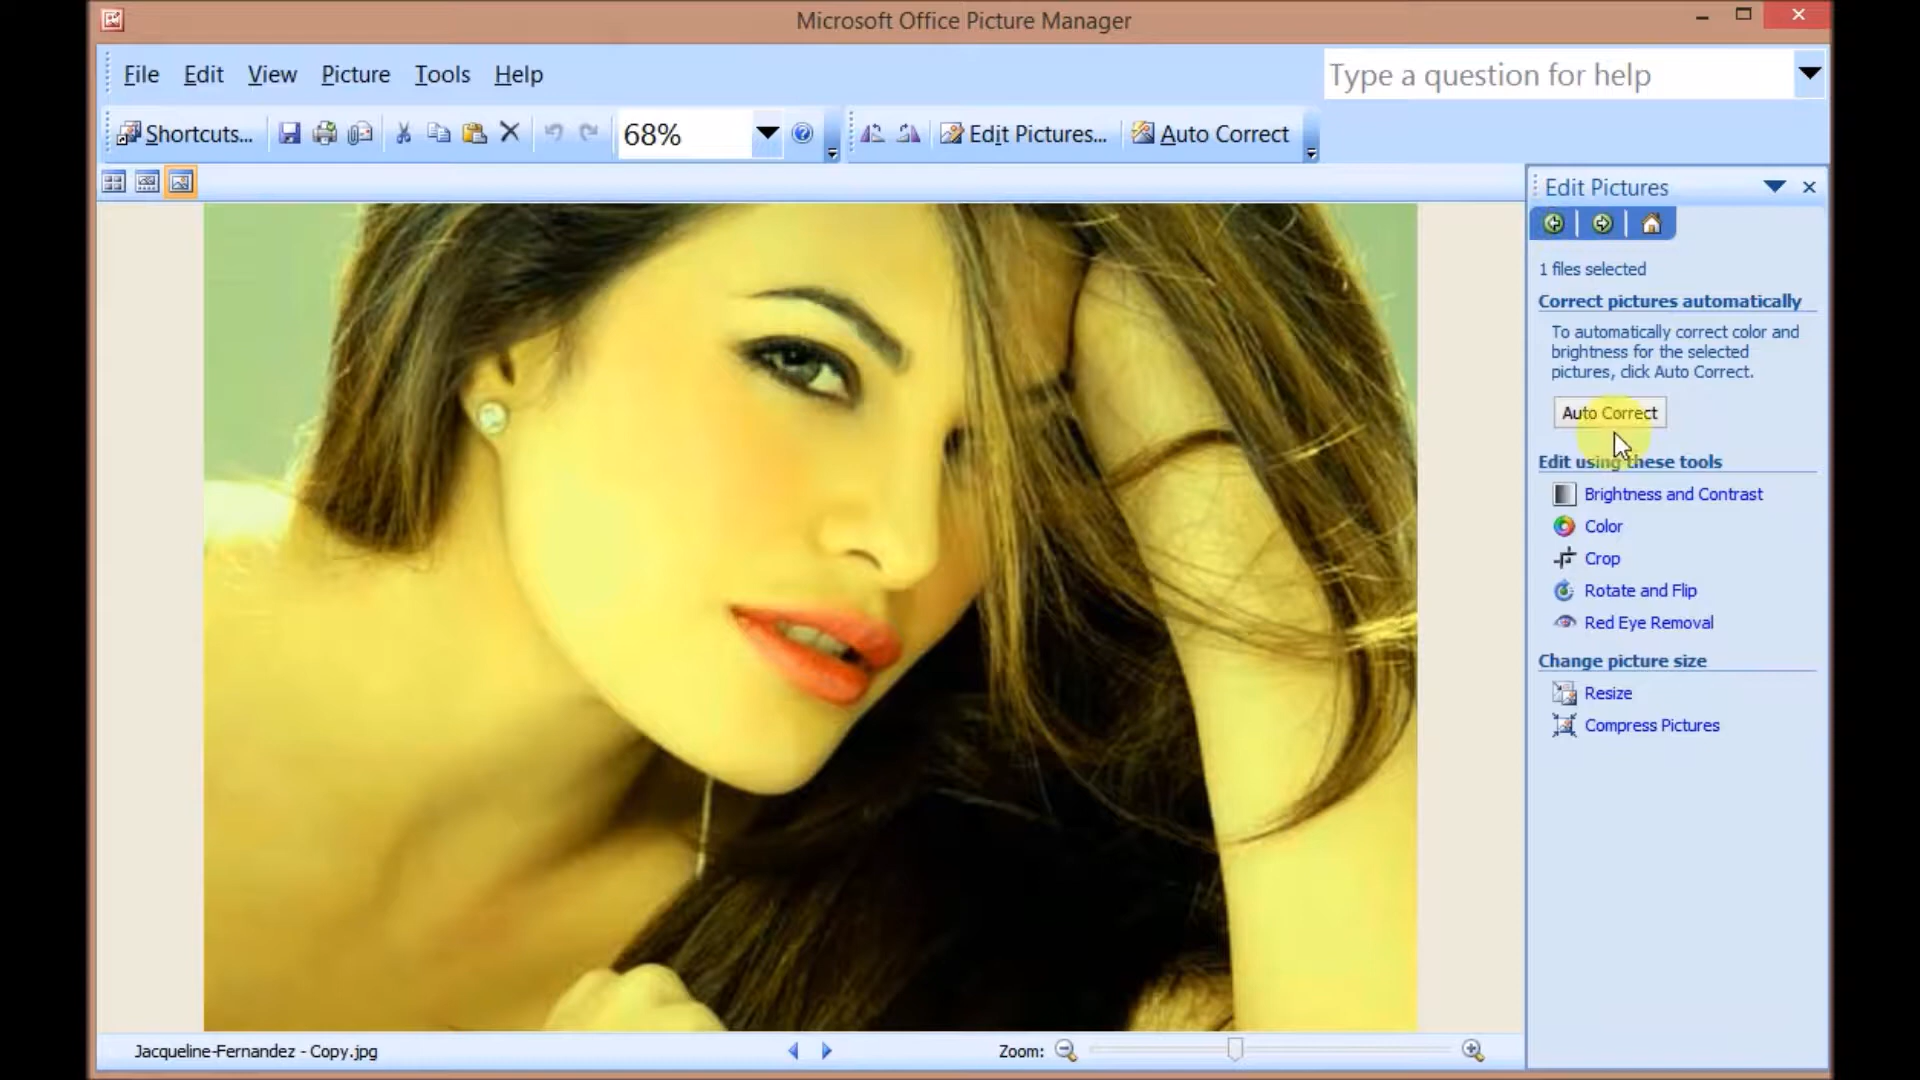 Microsoft Office Picture Manager
File Edit View Picture Tools Help
Type a question for help
Shortcuts... 68% Edit Pictures... Auto Correct
Edit Pictures
1 files selected
Correct pictures automatically
To automatically correct color and
brightness for the selected
pictures, click Auto Correct.
Auto Correct
Edit using these tools
Brightness and Contrast
Color
Crop
Rotate and Flip
Red Eye Removal
Change picture size
Resize
Compress Pictures
Jacqueline-Fernandez - Copy.jpg
Zoom: